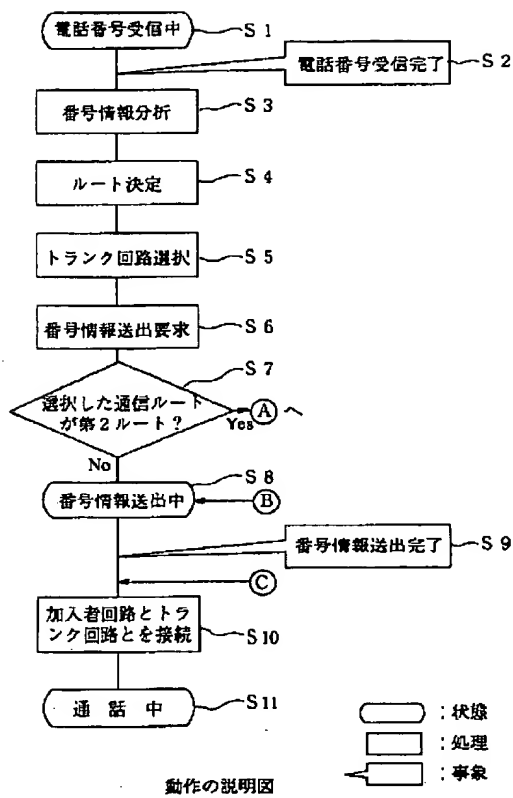 電話番号受信中 S1
電話番号受信完了 S2
番号情報分析 S3
ルート決定 S4
トランク回路選択 S5
番号情報送出要求 S6
S7
選択した通信ルート
が第2ルート?
Yes Ⓐ へ
No
S8
番号情報送出中 Ⓑ
番号情報送出完了 S9
Ⓒ
加入者回路とトラ
ンク回路とを接続 S10
通話中 S11
:状態
:処理
:事象
動作の説明図